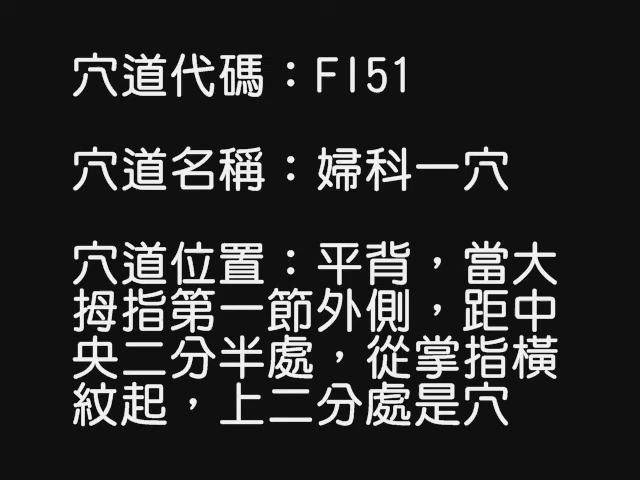 穴道代碼：FI51
穴道名稱：婦科一穴
穴道位置：平背，當大
拇指第一節外側，距中
央二分半處，從掌指橫
紋起，上二分處是穴